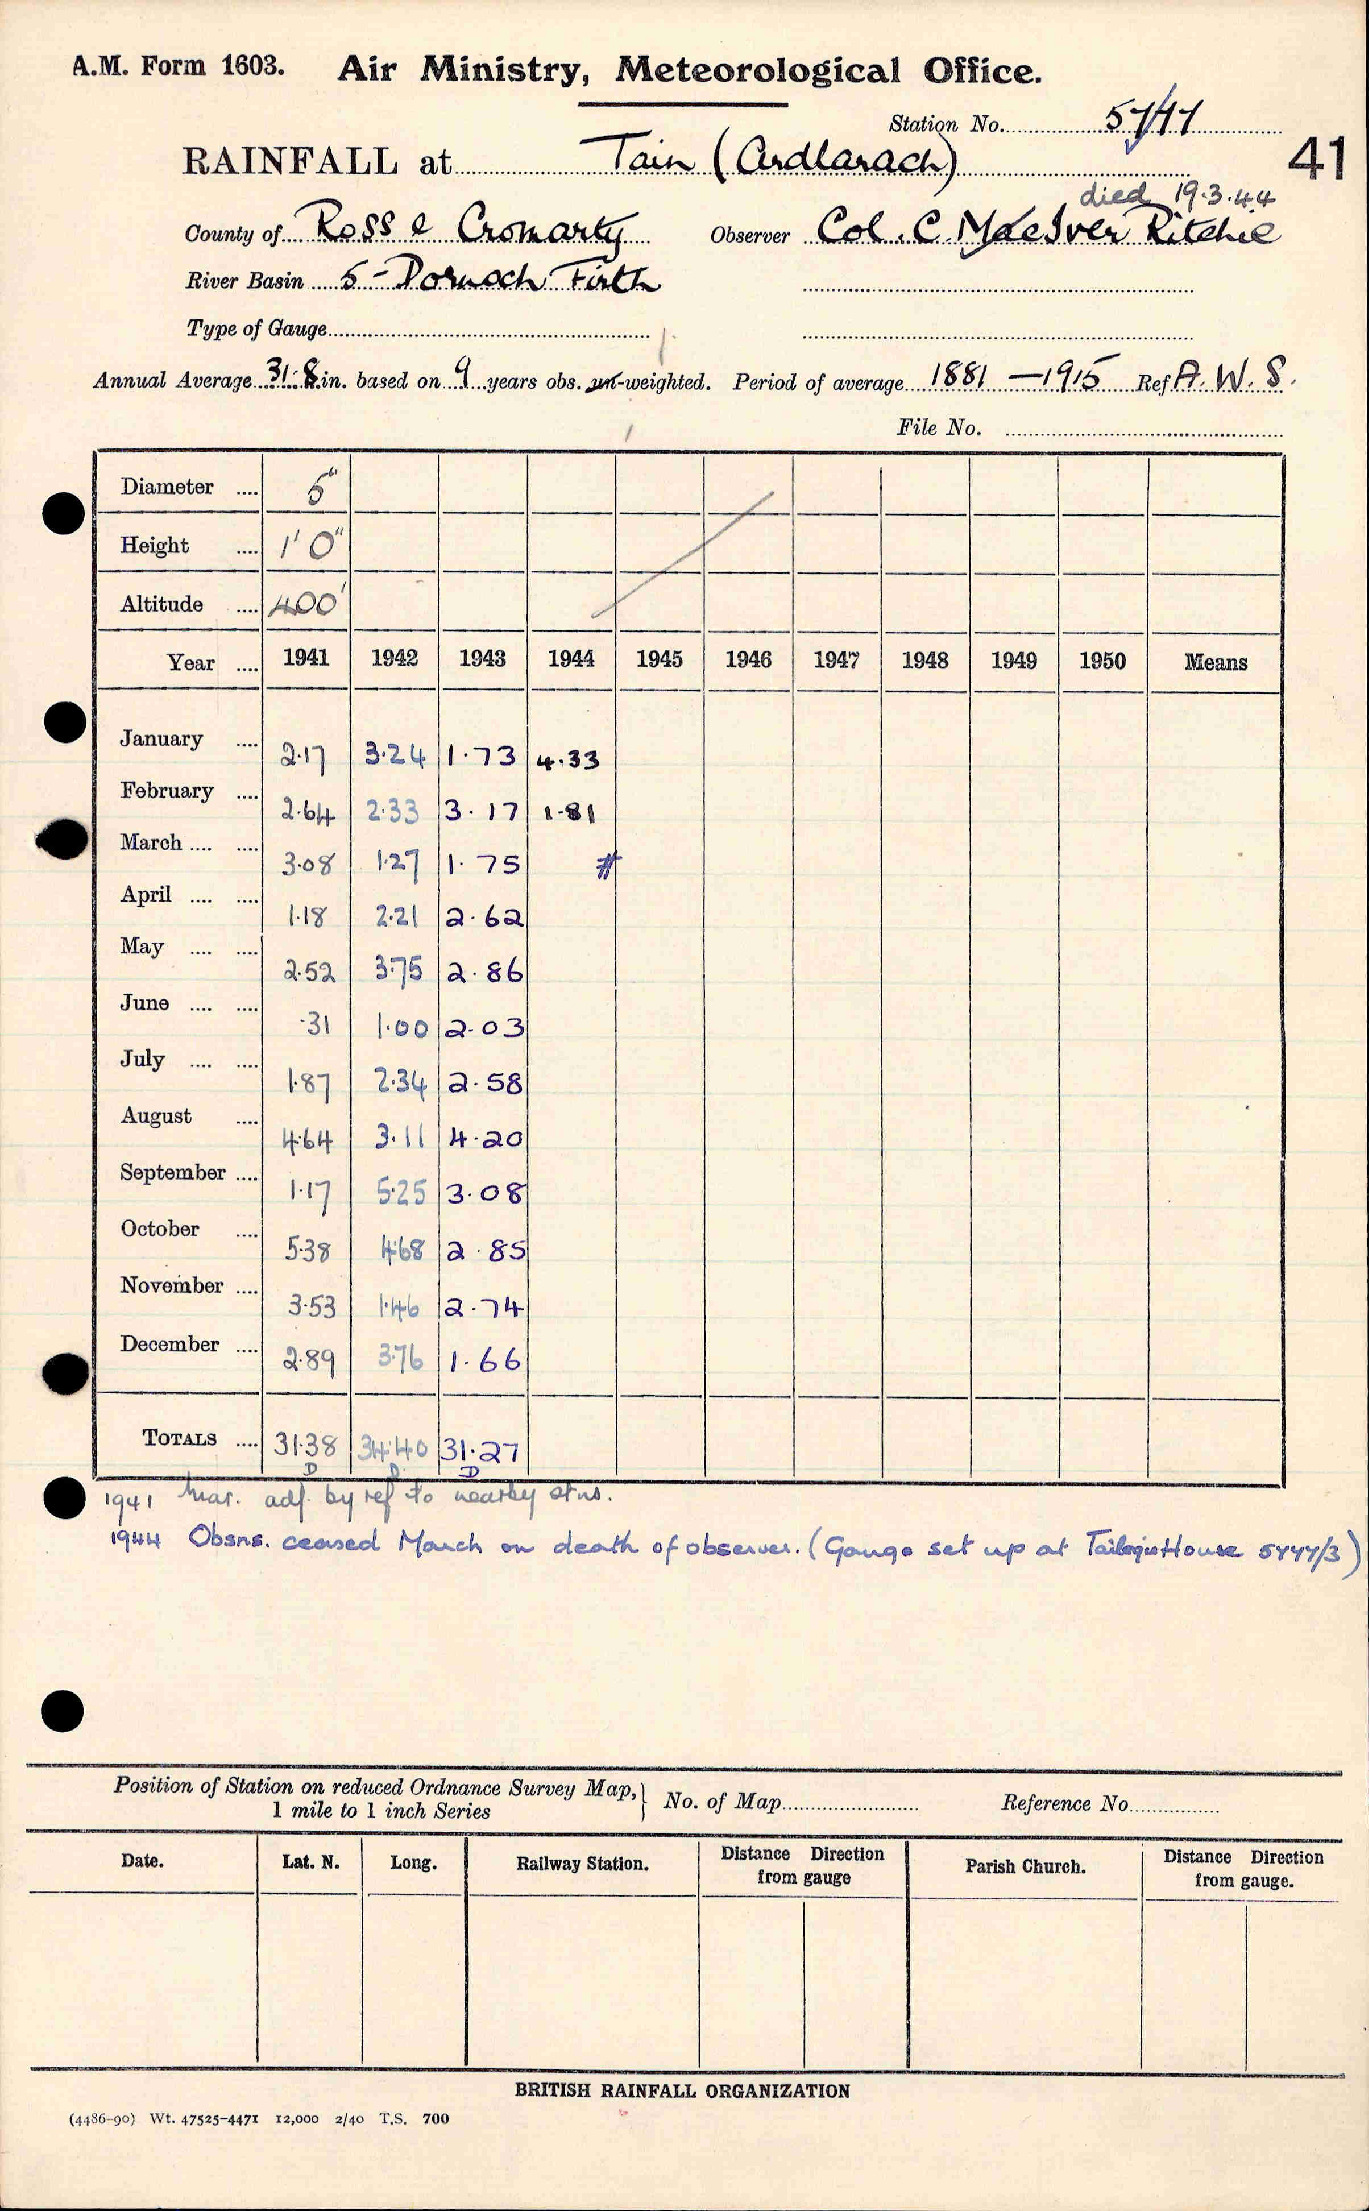 A.M. Form 1603. Air Ministry, Meteorological Office.
Station No. 5747
41
RAINFALL at Tain (Ardlarach)
died 19.3.44
County of Ross & Cromarty Observer Col. C. MacIver Ritchie
River Basin 5 - Dornoch Firth
Type of Gauge
Annual Average 31.8 in. based on 9 years obs. un-weighted. Period of average 1881 — 1915 Ref A. W. S.
File No.
Diameter .... 5"
Height .... 1' 0"
Altitude .... 400'
Year .... 1941 1942 1943 1944 1945 1946 1947 1948 1949 1950 Means
January .... 2.17 3.24 1.73 4.33
February .... 2.64 2.33 3.17 1.81
March .... .... 3.08 1.27 1.75 #
April .... .... 1.18 2.21 2.62
May .... .... 2.52 3.75 2.86
June .... .... .31 1.00 2.03
July .... .... 1.87 2.34 2.58
August .... 4.64 3.11 4.20
September .... 1.17 5.25 3.08
October .... 5.38 4.68 2.85
November .... 3.53 1.46 2.74
December .... 2.89 3.76 1.66
TOTALS .... 31.38 34.40 31.27
D D D
1941 Mar. adj. by ref to nearby stns.
1944 Obsns. ceased March on death of observer. (Gauge set up at House /3)
Position of Station on reduced Ordnance Survey Map, 1 mile to 1 inch Series } No. of Map Reference No.
Date. Lat. N. Long. Railway Station. Distance Direction from gauge Parish Church. Distance Direction from gauge.
BRITISH RAINFALL ORGANIZATION
(4486-90) Wt. 47525-4471 12,000 2/40 T.S. 700